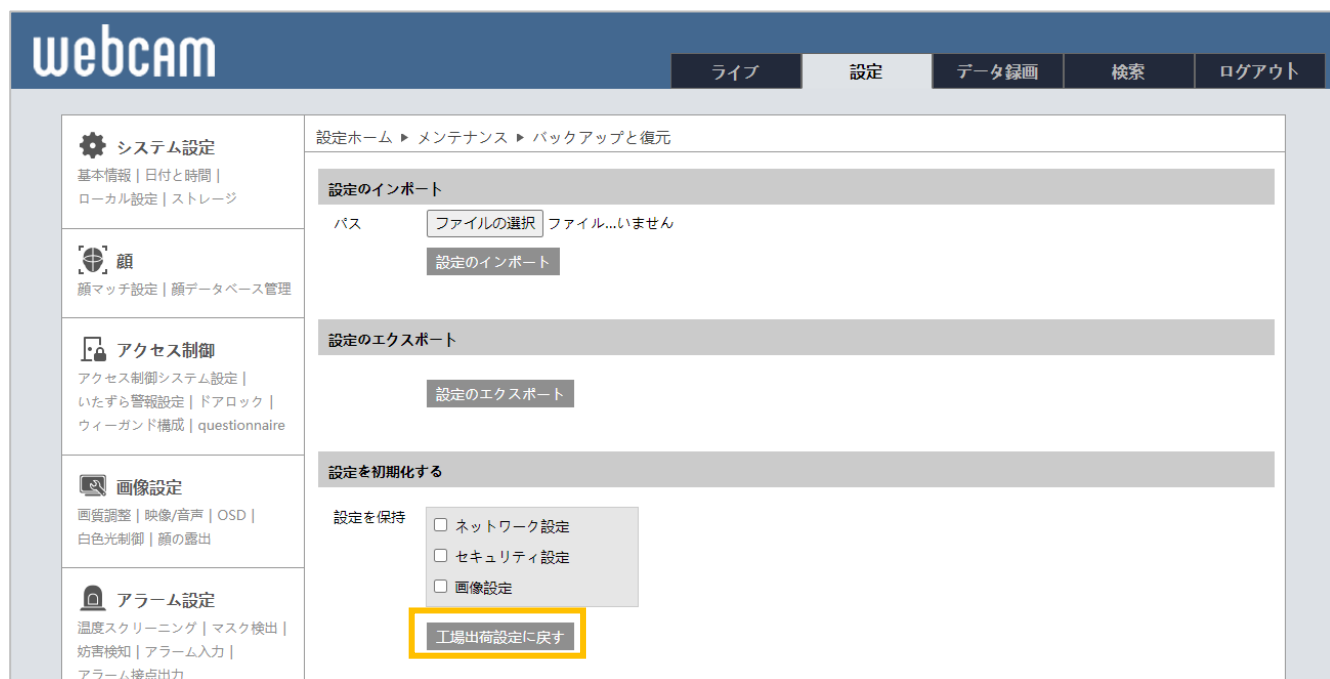 webcam
ライブ 設定 データ録画 検索 ログアウト
システム設定
基本情報 | 日付と時間 |
ローカル設定 | ストレージ
顔
顔マッチ設定 | 顔データベース管理
アクセス制御
アクセス制御システム設定 |
いたずら警報設定 | ドアロック |
ウィーガンド構成 | questionnaire
画像設定
画質調整 | 映像/音声 | OSD |
白色光制御 |顔の露出
アラーム設定
温度スクリーニング | マスク検出 |
妨害検知 | アラーム入力 |
アラーム接点出力
設定ホーム ▶ メンテナンス ▶ バックアップと復元
設定のインポート
パス ファイルの選択 ファイル...いません
設定のインポート
設定のエクスポート
設定のエクスポート
設定を初期化する
設定を保持
ネットワーク設定
セキュリティ設定
画像設定
工場出荷設定に戻す